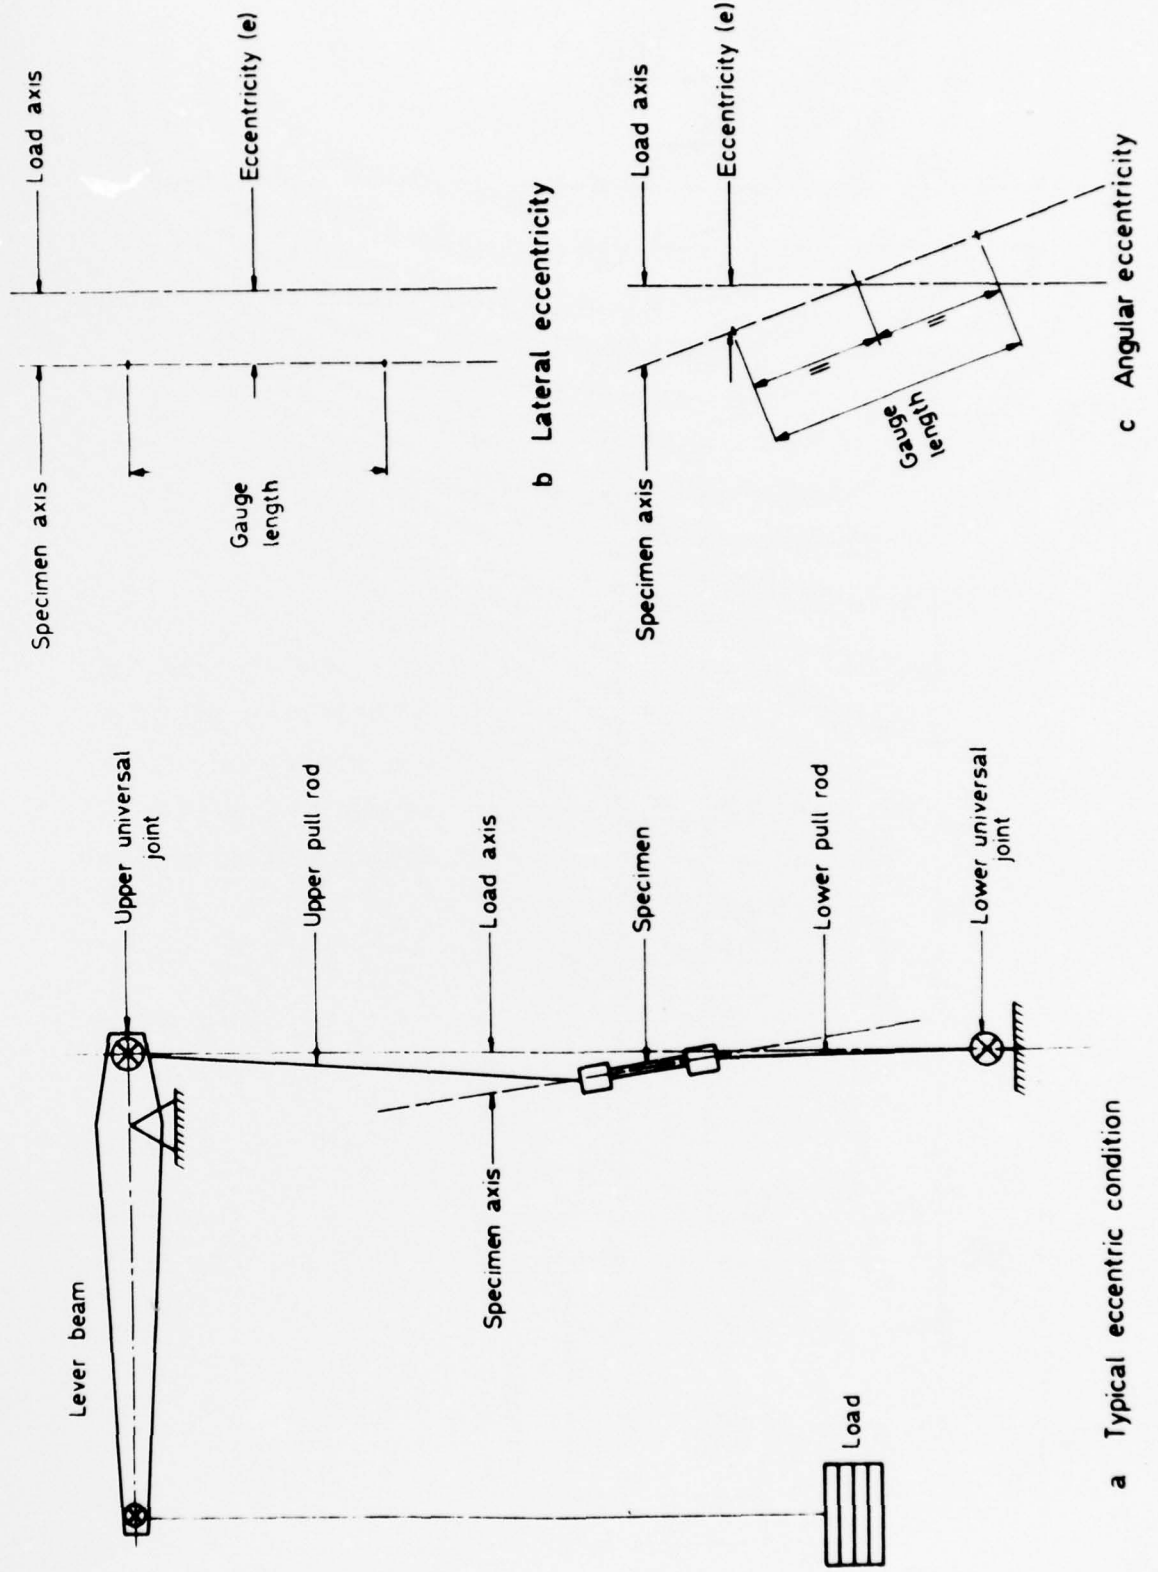 Lever beam
Load
Specimen axis
Upper universal
joint
Upper pull rod
Load axis
Specimen
Lower pull rod
Lower universal
joint
a Typical eccentric condition
Specimen axis
Load axis
Gauge
length
Eccentricity (e)
b Lateral eccentricity
Specimen axis
Load axis
Eccentricity (e)
Gauge
length
c Angular eccentricity